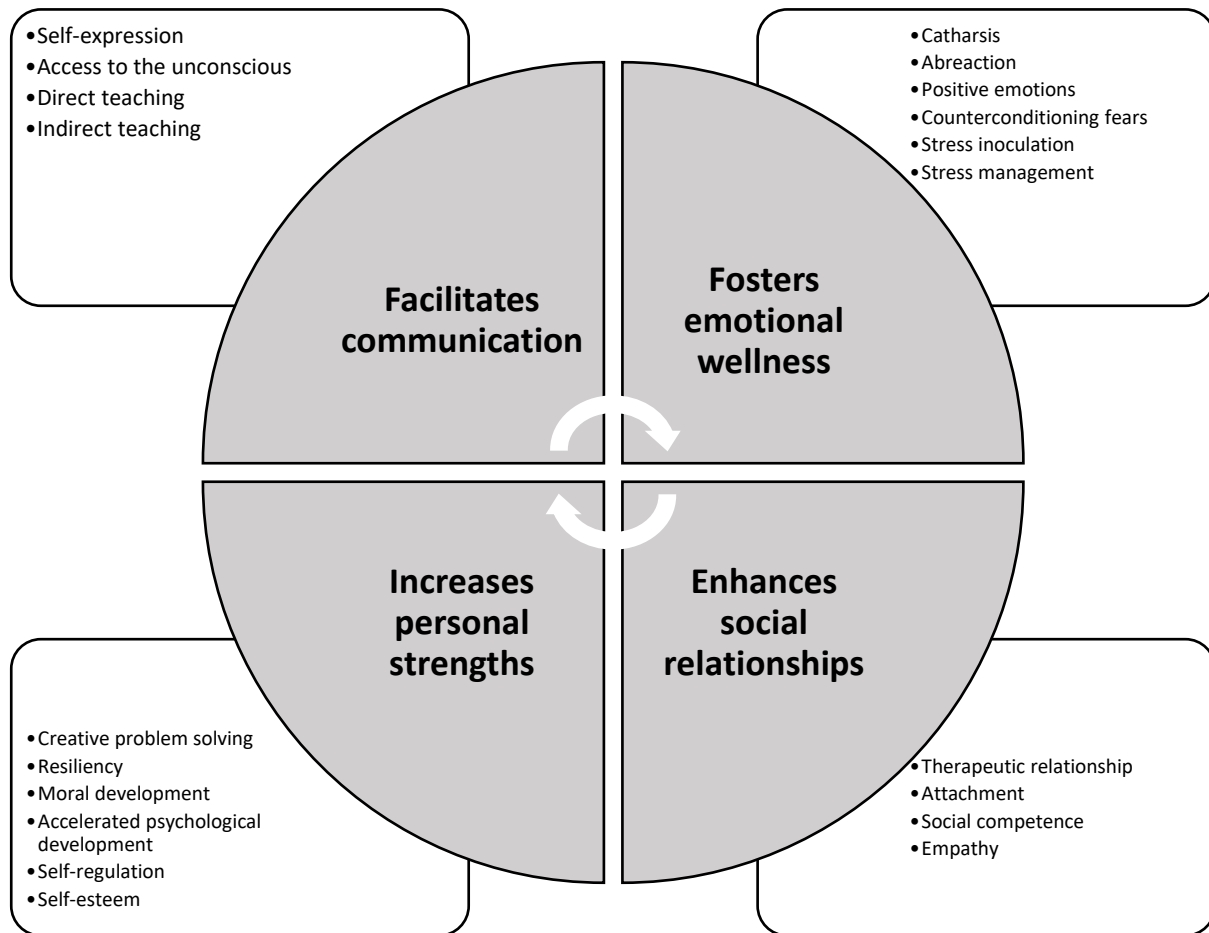 •Self-expression
•Access to the unconscious
•Direct teaching
•Indirect teaching
•Catharsis
•Abreaction
•Positive emotions
•Counterconditioning fears
•Stress inoculation
•Stress management
Facilitates
communication
Fosters
emotional
wellness
Increases
personal
strengths
Enhances
social
relationships
•Creative problem solving
•Resiliency
•Moral development
•Accelerated psychological
development
•Self-regulation
•Self-esteem
•Therapeutic relationship
•Attachment
•Social competence
•Empathy